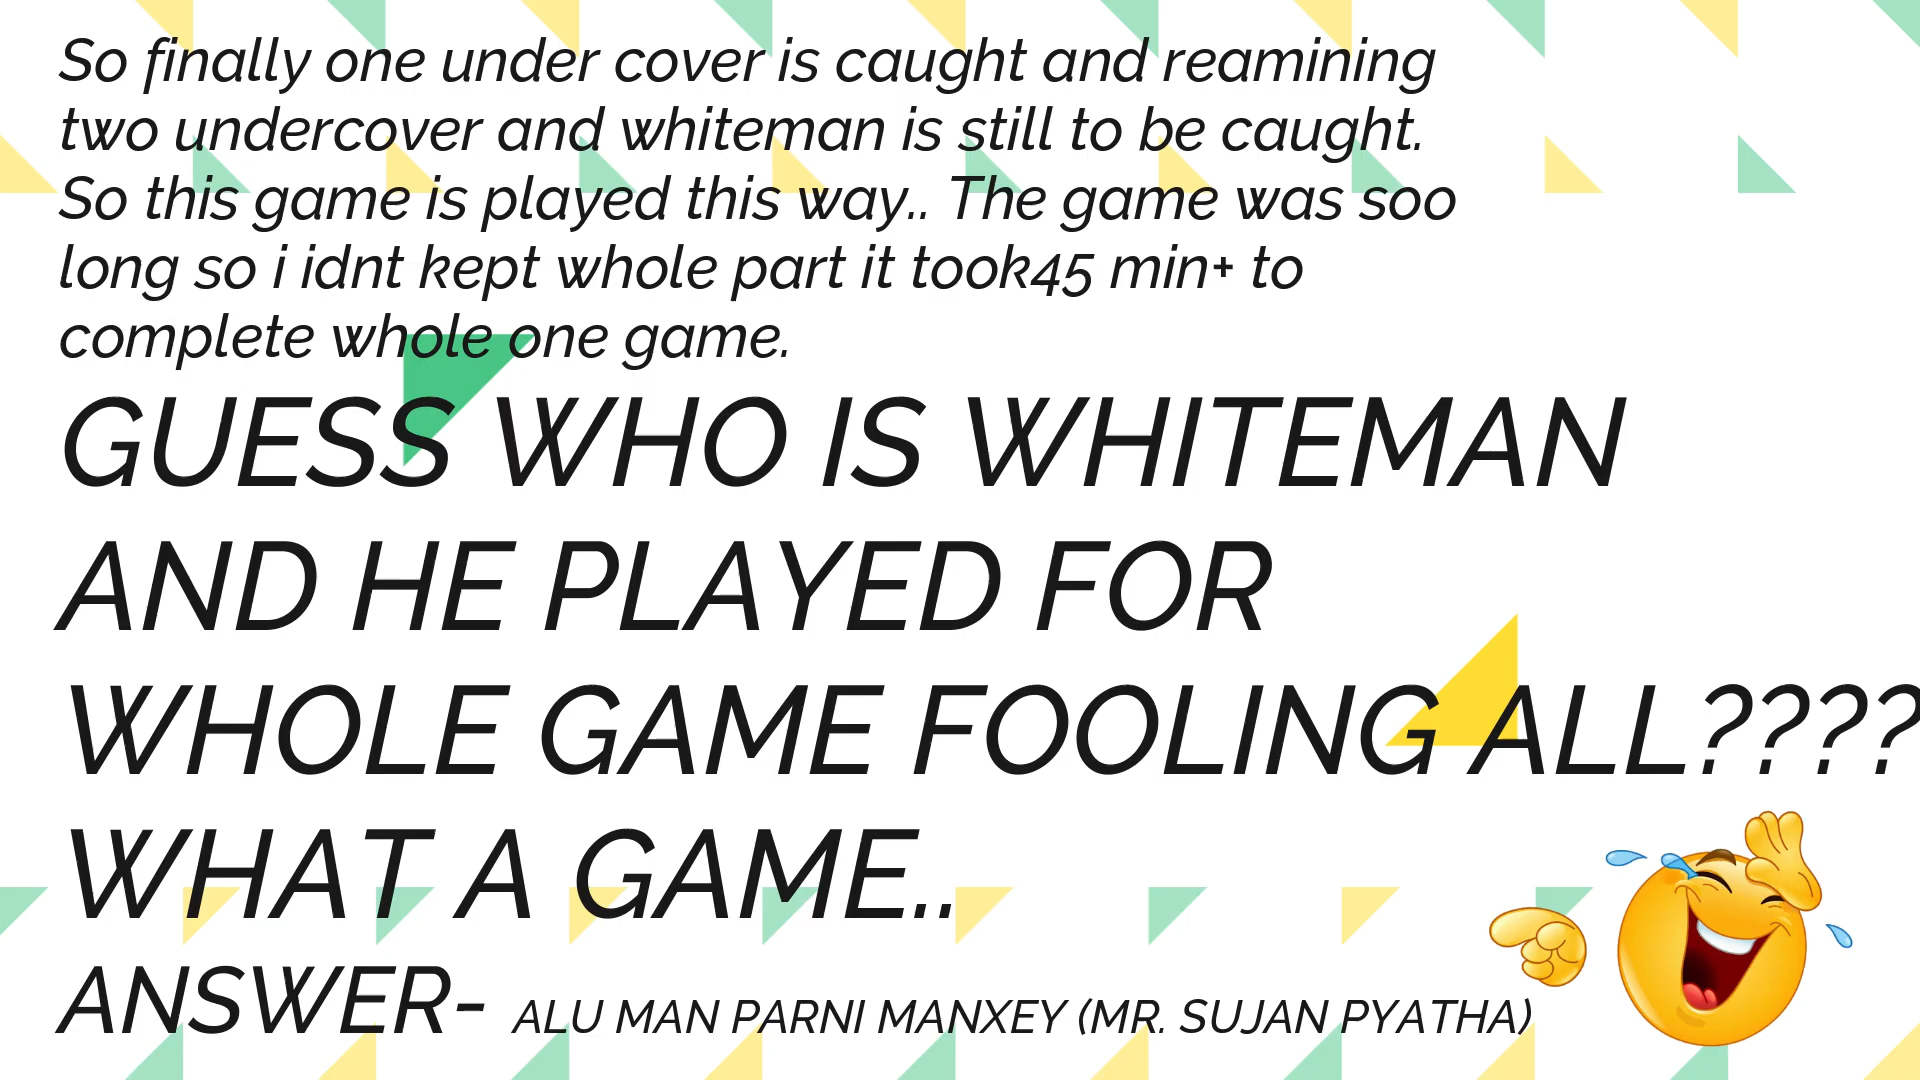 So finally one under cover is caught and reamining
two undercover and whiteman is still to be caught.
So this game is played this way.. The game was soo
long so i idnt kept whole part it took45 min+ to
complete whole one game.
GUESS WHO IS WHITEMAN
AND HE PLAYED FOR
WHOLE GAME FOOLING ALL????
WHAT A GAME..
ANSWER- ALU MAN PARNI MANXEY (MR. SUJAN PYATHA)